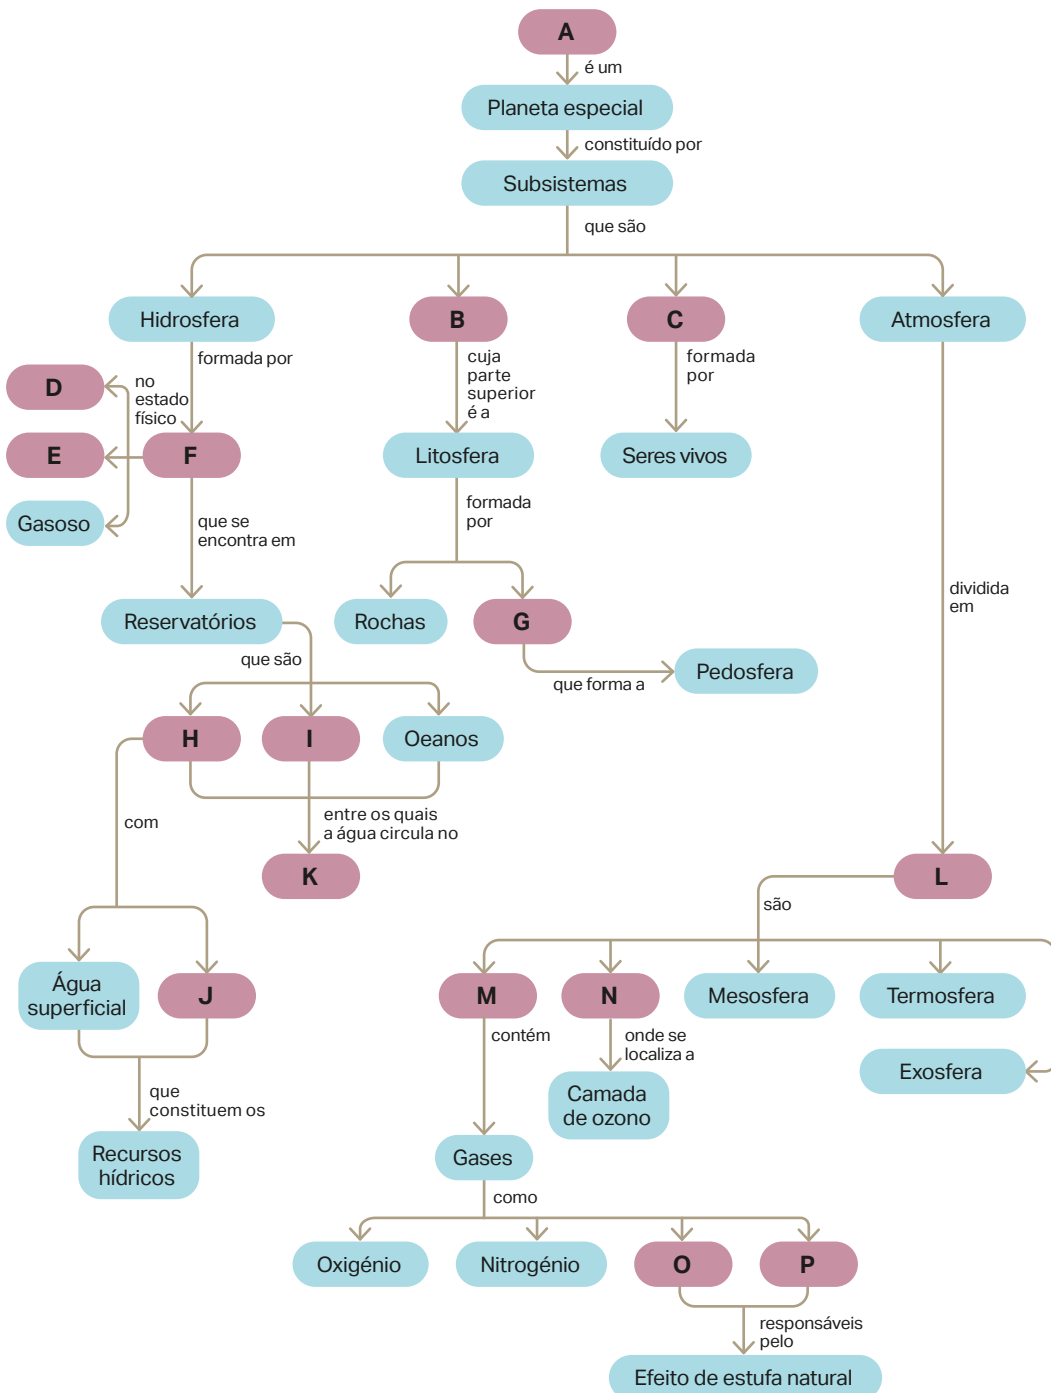 A
é um
Planeta especial
constituído por
Subsistemas
que são
Hidrosfera
B
C
Atmosfera
formada por
cuja
parte
superior
é a
formada
por
D
no
estado
físico
E
F
Litosfera
Seres vivos
Gasoso
que se
encontra em
formada
por
dividida
em
Reservatórios
Rochas
G
que são
que forma a
Pedosfera
H
I
Oeanos
com
entre os quais
a água circula no
K
L
são
Água
superficial
J
M
N
Mesosfera
Termosfera
contém
onde se
localiza a
Exosfera
que
constituem os
Camada
de ozono
Recursos
hídricos
Gases
como
Oxigénio
Nitrogénio
O
P
responsáveis
pelo
Efeito de estufa natural